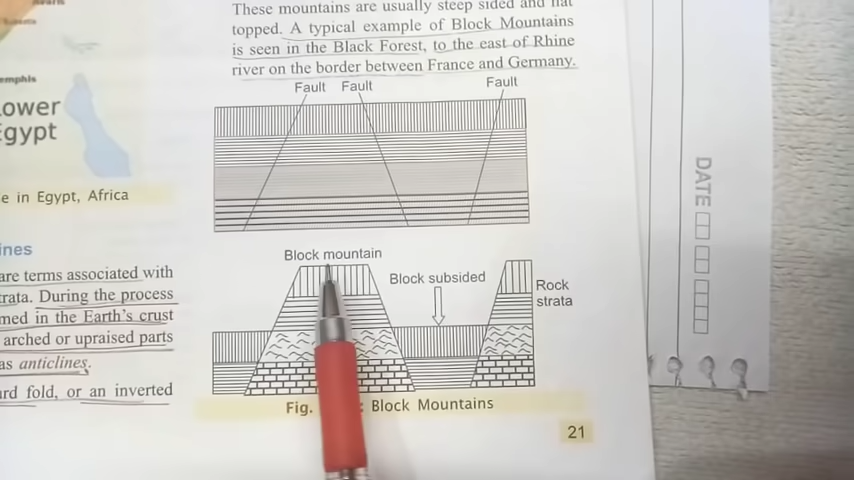 These mountains are usually steep sided and flat
topped. A typical example of Block Mountains
is seen in the Black Forest, to the east of Rhine
river on the border between France and Germany.
Fault Fault Fault
Block mountain
Block subsided
Rock
strata
Fig. : Block Mountains
21
emphis
ower
Egypt
e in Egypt, Africa
ines
are terms associated with
rata. During the process
med in the Earth's crust
arched or upraised parts
as anticlines.
ard fold, or an inverted
DATE